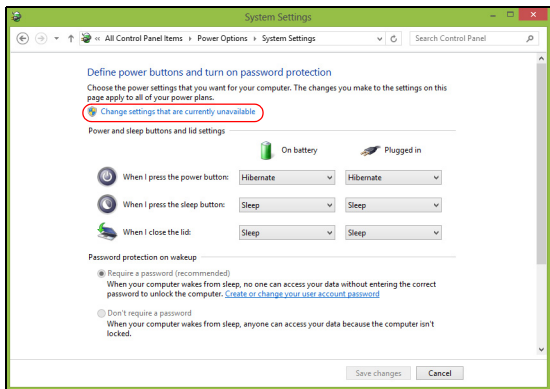 System Settings
« All Control Panel Items ▸ Power Options ▸ System Settings
Search Control Panel
Define power buttons and turn on password protection
Choose the power settings that you want for your computer. The changes you make to the settings on this
page apply to all of your power plans.
Change settings that are currently unavailable
Power and sleep buttons and lid settings
On battery Plugged in
When I press the power button: Hibernate Hibernate
When I press the sleep button: Sleep Sleep
When I close the lid: Sleep Sleep
Password protection on wakeup
Require a password (recommended)
When your computer wakes from sleep, no one can access your data without entering the correct
password to unlock the computer. Create or change your user account password
Don't require a password
When your computer wakes from sleep, anyone can access your data because the computer isn't
locked.
Save changes Cancel